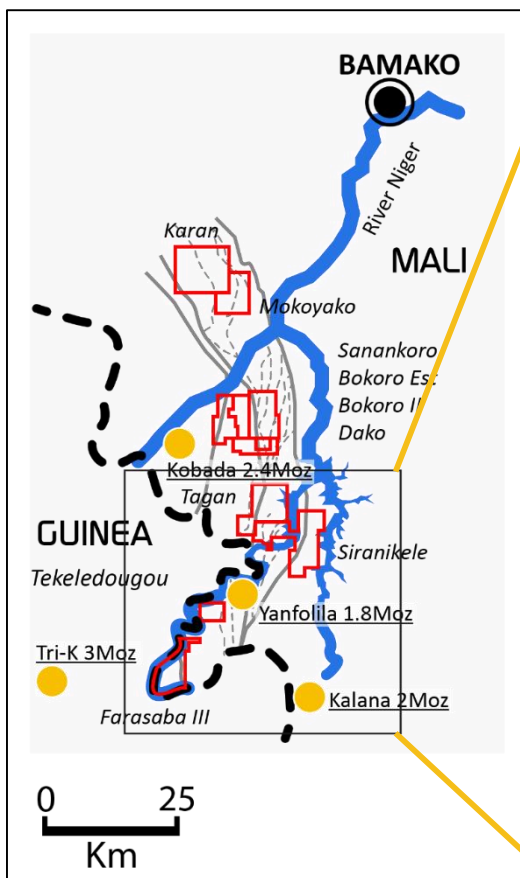 BAMAKO
River Niger
MALI
Karan
Mokoyako
Sanankoro
Bokoro Est
Bokoro II
Dako
Kobada 2.4Moz
Tagan
GUINEA
Siranikele
Tekeledougou
Yanfolila 1.8Moz
Tri-K 3Moz
Kalana 2Moz
Farasaba III
0 25
Km